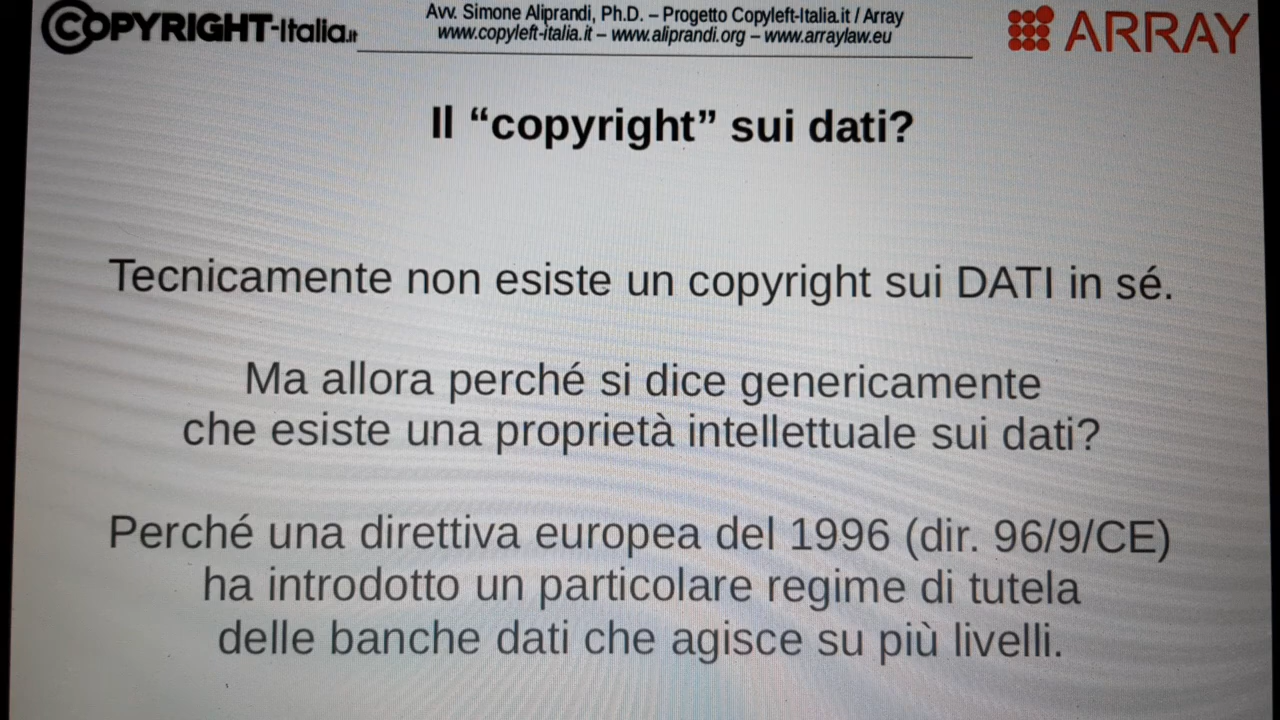 COPYRIGHT-Italia.it
Avv. Simone Aliprandi, Ph.D. – Progetto Copyleft-Italia.it / Array
www.copyleft-italia.it – www.aliprandi.org – www.arraylaw.eu
ARRAY
Il “copyright” sui dati?
Tecnicamente non esiste un copyright sui DATI in sé.
Ma allora perché si dice genericamente
che esiste una proprietà intellettuale sui dati?
Perché una direttiva europea del 1996 (dir. 96/9/CE)
ha introdotto un particolare regime di tutela
delle banche dati che agisce su più livelli.